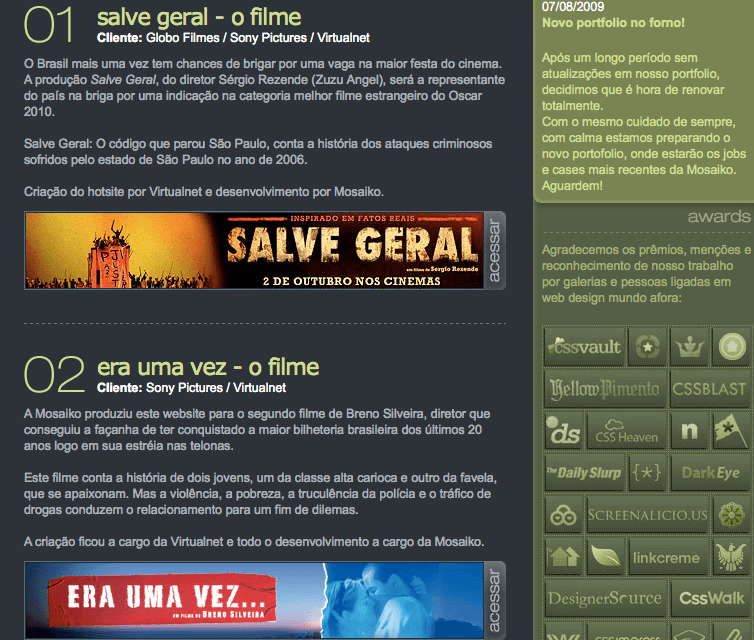 01
salve geral - o filme
Cliente: Globo Filmes / Sony Pictures / Virtualnet
O Brasil mais uma vez tem chances de brigar por uma vaga na maior festa do cinema.
A produção Salve Geral, do diretor Sérgio Rezende (Zuzu Angel), será a representante
do país na briga por uma indicação na categoria melhor filme estrangeiro do Oscar
2010.
Salve Geral: O código que parou São Paulo, conta a história dos ataques criminosos
sofridos pelo estado de São Paulo no ano de 2006.
Criação do hotsite por Virtualnet e desenvolvimento por Mosaiko.
INSPIRADO EM FATOS REAIS
SALVE GERAL
um filme de Sergio Rezende
2 DE OUTUBRO NOS CINEMAS
acessar
02
era uma vez - o filme
Cliente: Sony Pictures / Virtualnet
A Mosaiko produziu este website para o segundo filme de Breno Silveira, diretor que
conseguiu a façanha de ter conquistado a maior bilheteria brasileira dos últimos 20
anos logo em sua estréia nas telonas.
Este filme conta a história de dois jovens, um da classe alta carioca e outro da favela,
que se apaixonam. Mas a violência, a pobreza, a truculência da polícia e o tráfico de
drogas conduzem o relacionamento para um fim de dilemas.
A criação ficou a cargo da Virtualnet e todo o desenvolvimento a cargo da Mosaiko.
ERA UMA VEZ...
UM FILME DE BRENO SILVEIRA
acessar
07/08/2009
Novo portfolio no forno!
Após um longo período sem
atualizações em nosso portfolio,
decidimos que é hora de renovar
totalmente.
Com o mesmo cuidado de sempre,
com calma estamos preparando o
novo portofolio, onde estarão os jobs
e cases mais recentes da Mosaiko.
Aguardem!
awards
Agradecemos os prêmios, menções e
reconhecimento de nosso trabalho
por galerias e pessoas ligadas em
web design mundo afora:
cssvault
Yellow Pimento CSSBLAST
ds CSS Heaven n
The Daily Slurp {*} DarkEye
SCREENALICIO.US
linkcreme
DesignerSource CssWalk